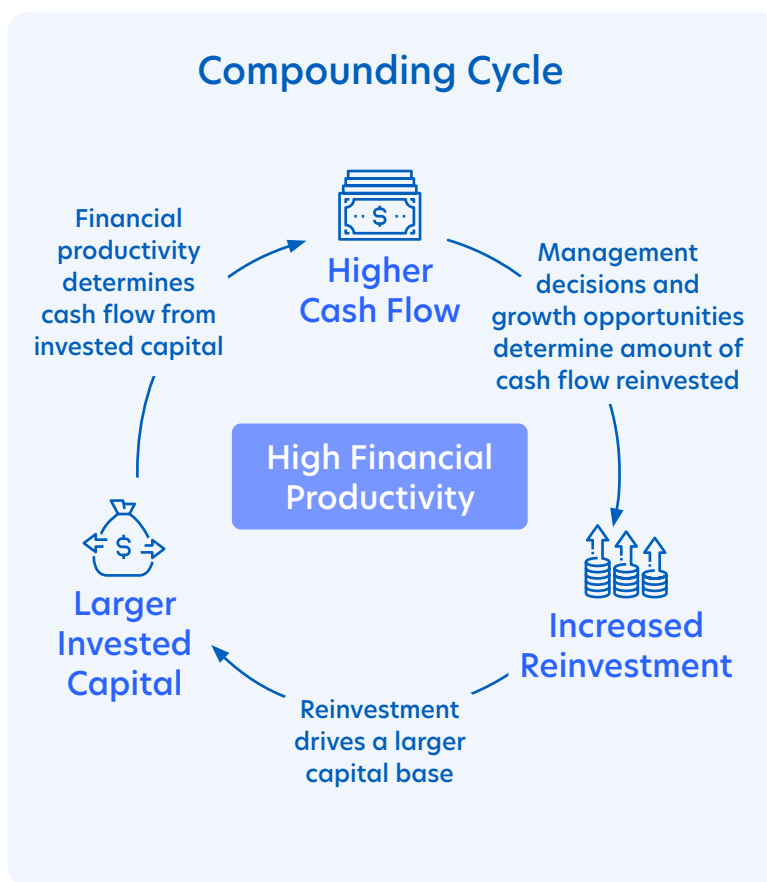 Compounding Cycle
Higher
Cash Flow
Management
decisions and
growth opportunities
determine amount of
cash flow reinvested
Increased
Reinvestment
Reinvestment
drives a larger
capital base
Larger
Invested
Capital
Financial
productivity
determines
cash flow from
invested capital
High Financial
Productivity